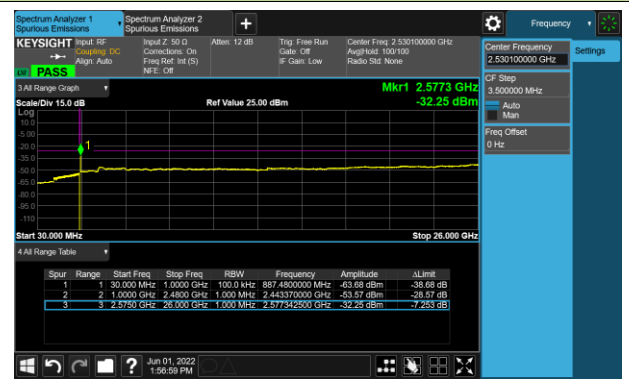 Spectrum Analyzer 1
Spurious Emissions
Spectrum Analyzer 2
Spurious Emissions
Frequency
KEYSIGHT
Input: RF
Coupling: DC
Align: Auto
Input Z: 50 Ω
Corrections: On
Freq Ref: Int (S)
NFE: Off
Atten: 12 dB
Trig: Free Run
Gate: Off
IF Gain: Low
Center Freq: 2.530100000 GHz
Avg|Hold: 100/100
Radio Std: None
PASS
Center Frequency
2.530100000 GHz
Settings
CF Step
3.500000 MHz
Auto
Man
Freq Offset
0 Hz
3 All Range Graph
Mkr1 2.5773 GHz
-32.25 dBm
Scale/Div 15.0 dB
Ref Value 25.00 dBm
Log
10.0
-5.00
-20.0
-35.0
-50.0
-65.0
-80.0
-95.0
-110
1
Start 30.000 MHz
Stop 26.000 GHz
4 All Range Table
Spur Range Start Freq Stop Freq RBW Frequency Amplitude ΔLimit
1 1 30.000 MHz 1.0000 GHz 100.0 kHz 887.4800000 MHz -63.68 dBm -38.68 dB
2 2 1.0000 GHz 2.4800 GHz 1.000 MHz 2.443370000 GHz -53.57 dBm -28.57 dB
3 3 2.5750 GHz 26.000 GHz 1.000 MHz 2.577342500 GHz -32.25 dBm -7.253 dB
Jun 01, 2022
1:56:59 PM